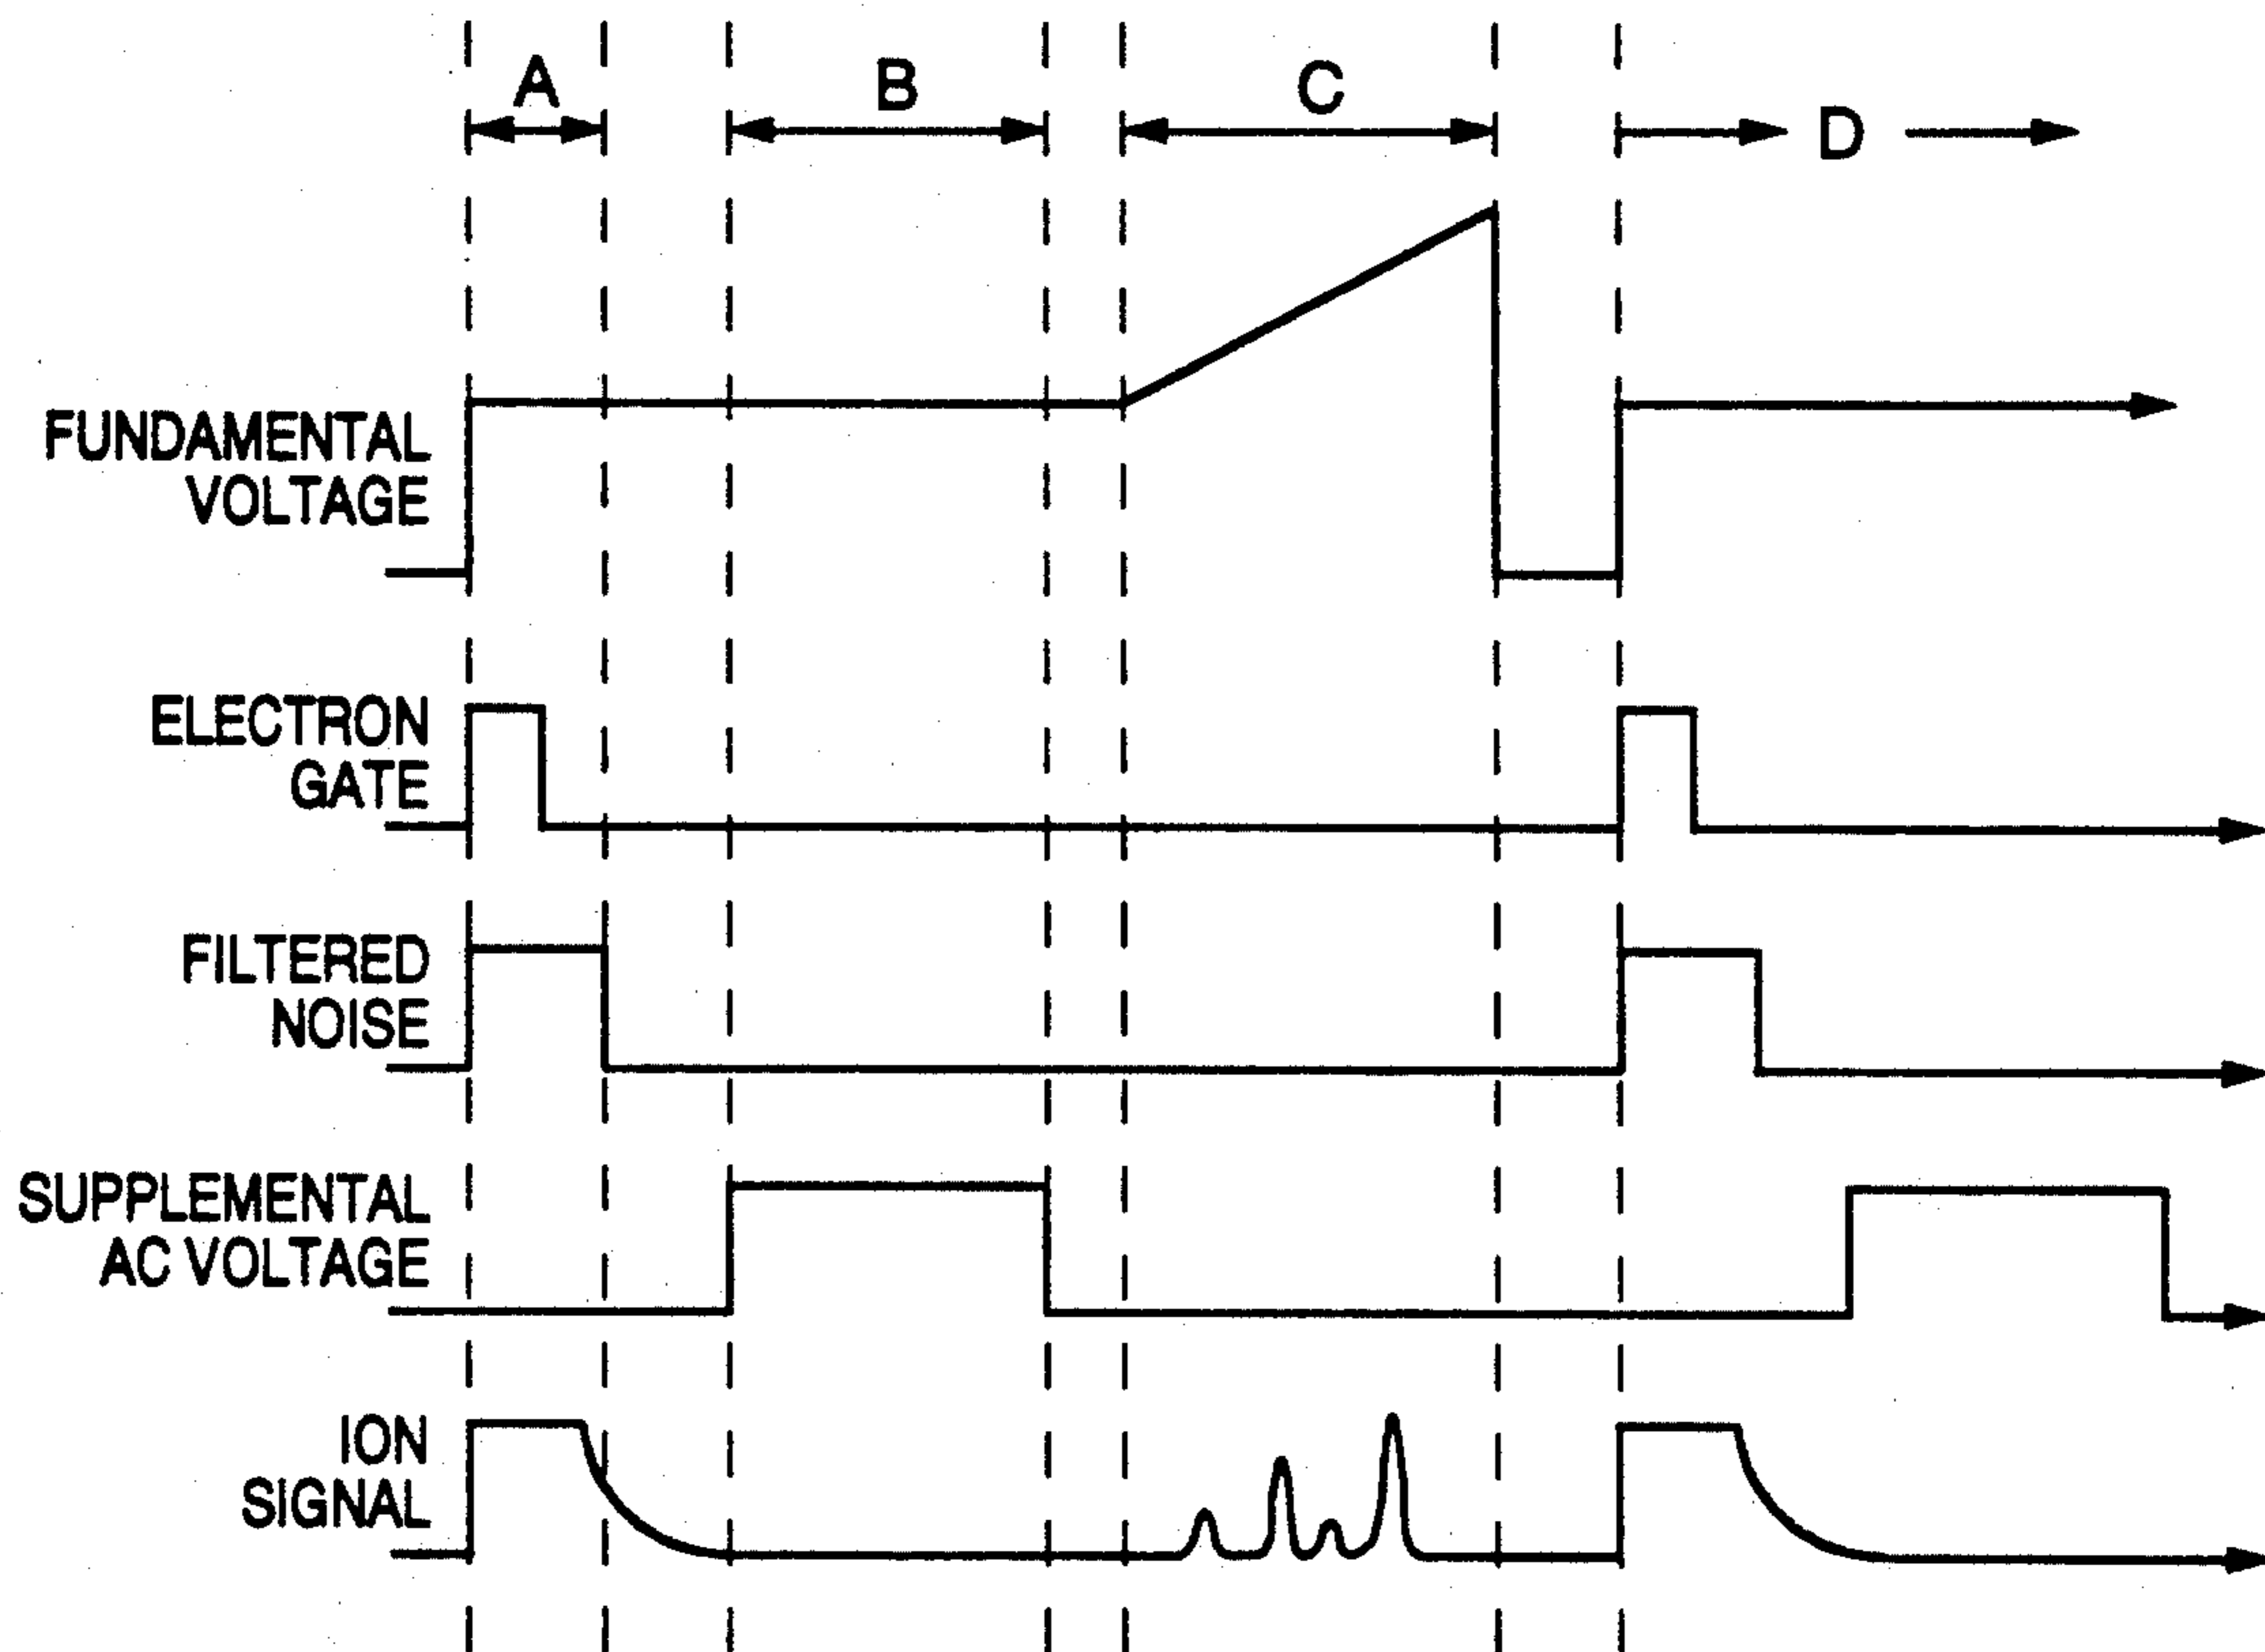 A
B
C
D
FUNDAMENTAL
VOLTAGE
ELECTRON
GATE
FILTERED
NOISE
SUPPLEMENTAL
AC VOLTAGE
ION
SIGNAL